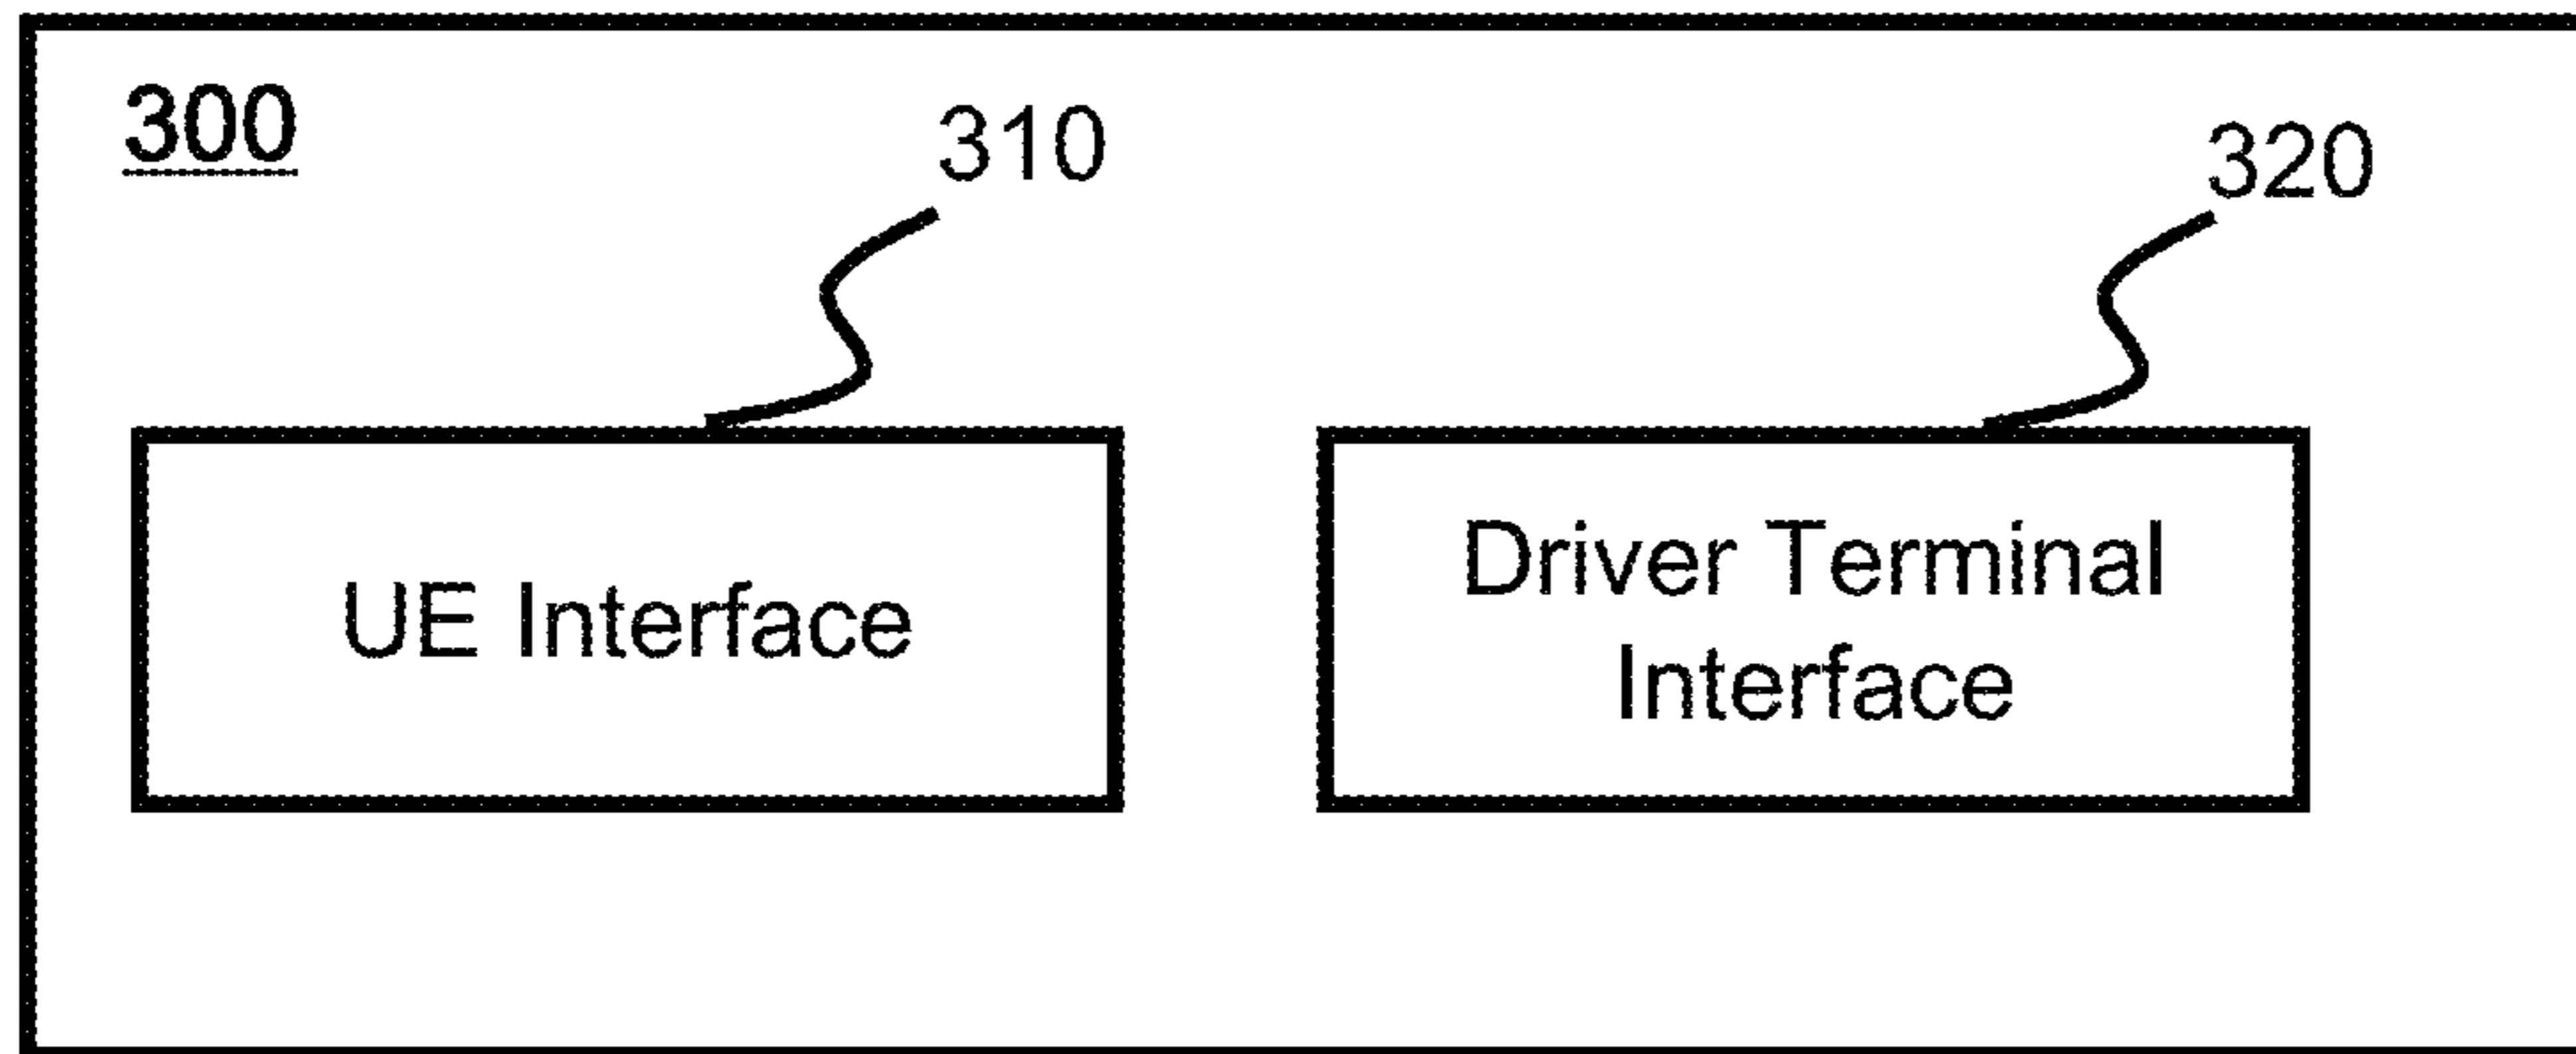 300
310
320
UE Interface
Driver Terminal
Interface